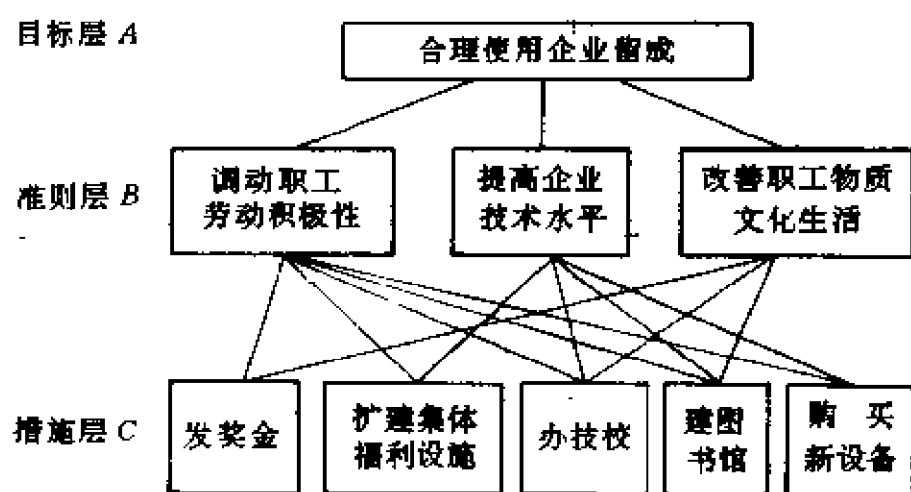 目标层 A
合理使用企业留成
准则层 B
调动职工
劳动积极性
提高企业
技术水平
改善职工物质
文化生活
措施层 C
发奖金
扩建集体
福利设施
办技校
建图
书馆
购 买
新设备